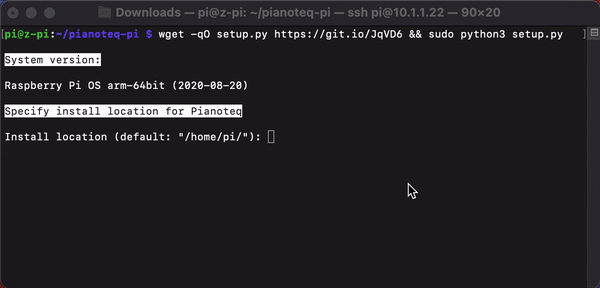 Downloads — pi@z-pi: ~/pianoteq-pi — ssh pi@10.1.1.22 — 90×20
[pi@z-pi:~/pianoteq-pi $ wget -qO setup.py https://git.io/JqVD6 && sudo python3 setup.py ]
System version:
Raspberry Pi OS arm-64bit (2020-08-20)
Specify install location for Pianoteq
Install location (default: "/home/pi/"):